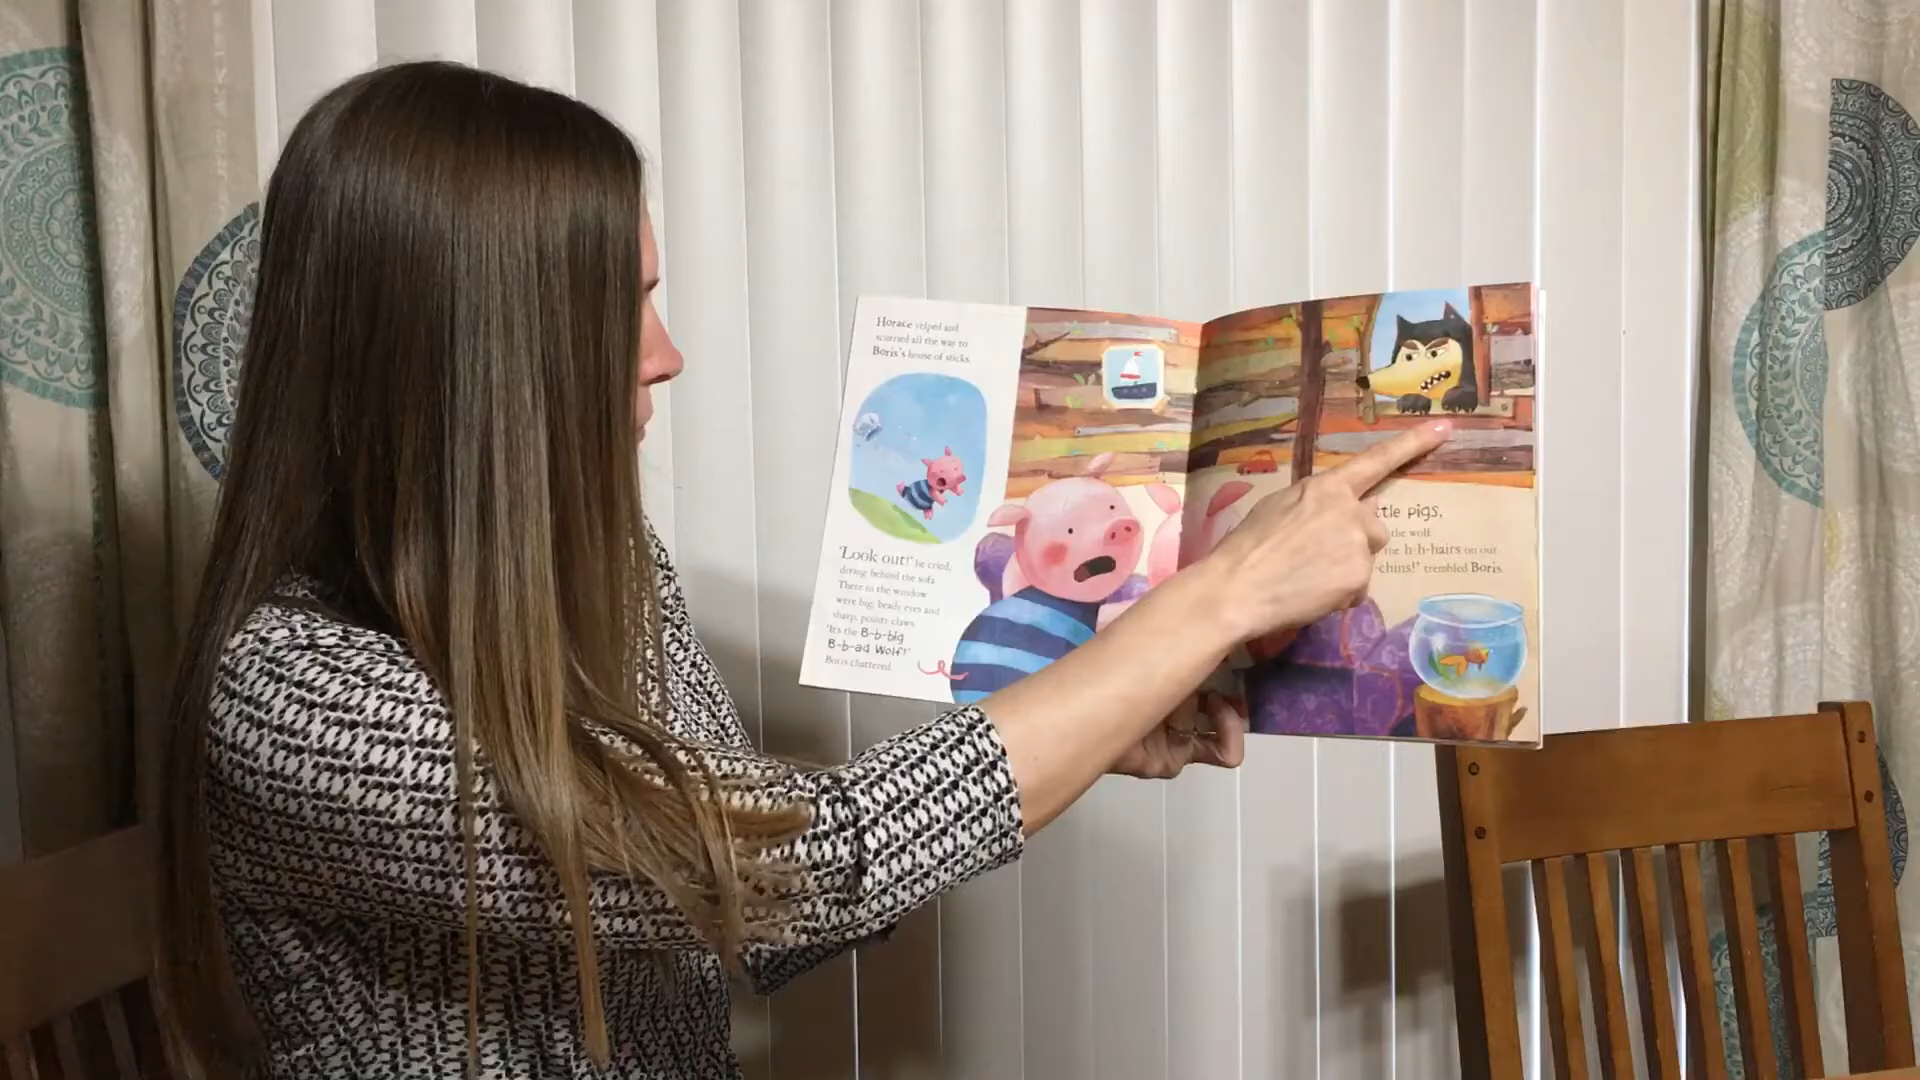 Horace yelped and
scurried all the way to
Boris's house of sticks.
'Look out!' he cried,
diving behind the sofa.
There in the window
were big, beady eyes and
sharp, pointy claws.
'It's the B-b-big
B-b-ad Wolf!'
Boris chattered.
ttle pigs,
the wolf.
the h-h-hairs on our
-chins!' trembled Boris.